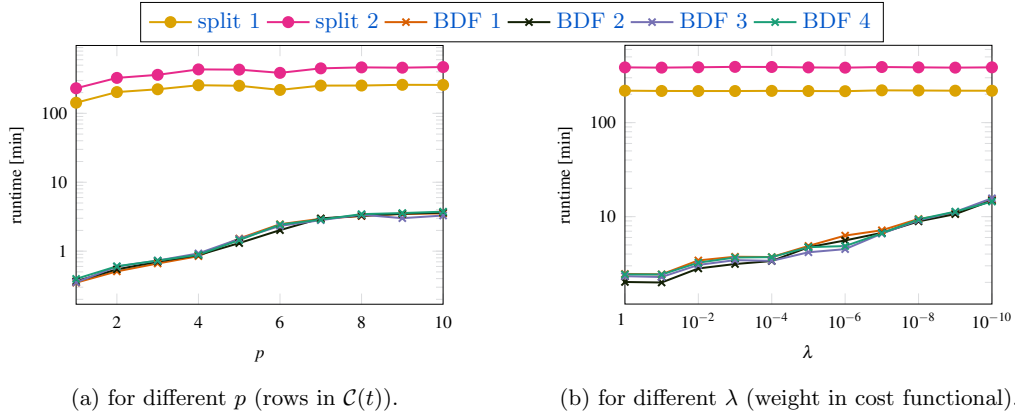 split 1 split 2 BDF 1 BDF 2 BDF 3 BDF 4
100
10
1
runtime [min]
2 4 6 8 10
p
(a) for different p (rows in 𝒞(t)).
100
10
runtime [min]
1 10⁻² 10⁻⁴ 10⁻⁶ 10⁻⁸ 10⁻¹⁰
λ
(b) for different λ (weight in cost functional).